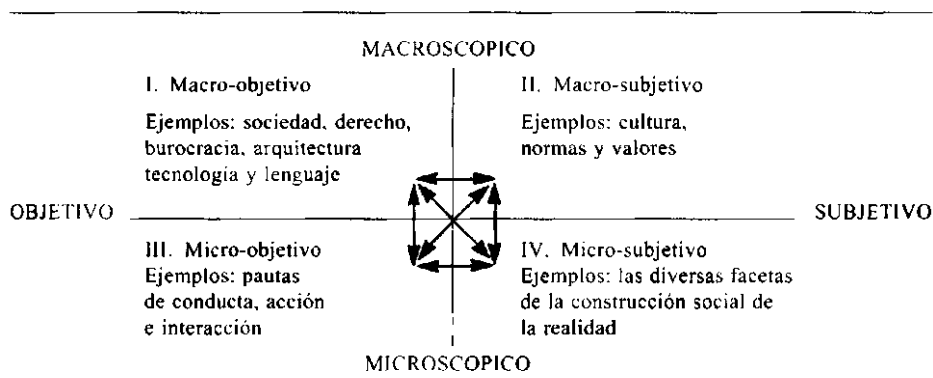 MACROSCOPICO
I. Macro-objetivo
Ejemplos: sociedad, derecho,
burocracia, arquitectura
tecnología y lenguaje
II. Macro-subjetivo
Ejemplos: cultura,
normas y valores
OBJETIVO
SUBJETIVO
III. Micro-objetivo
Ejemplos: pautas
de conducta, acción
e interacción
IV. Micro-subjetivo
Ejemplos: las diversas facetas
de la construcción social de
la realidad
MICROSCOPICO